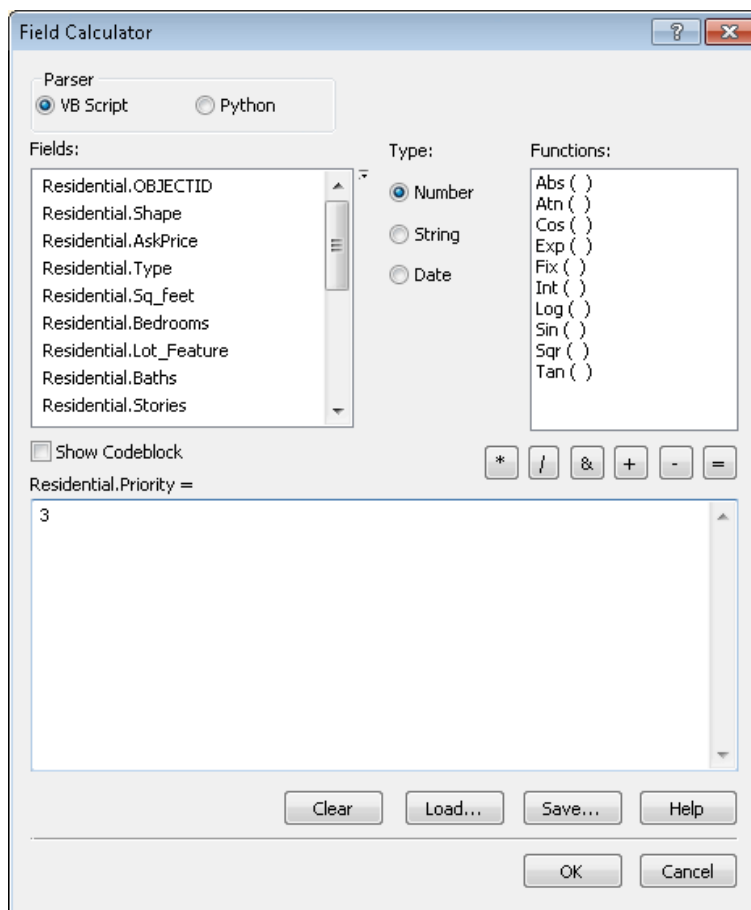 Field Calculator
Parser
VB Script
Python
Fields:
Type:
Functions:
Residential.OBJECTID
Residential.Shape
Residential.AskPrice
Residential.Type
Residential.Sq_feet
Residential.Bedrooms
Residential.Lot_Feature
Residential.Baths
Residential.Stories
Number
String
Date
Abs ( )
Atn ( )
Cos ( )
Exp ( )
Fix ( )
Int ( )
Log ( )
Sin ( )
Sqr ( )
Tan ( )
Show Codeblock
* / & + - =
Residential.Priority =
3
Clear
Load...
Save...
Help
OK
Cancel